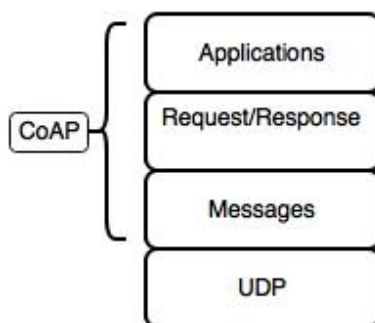 Applications
CoAP
Request/Response
Messages
UDP